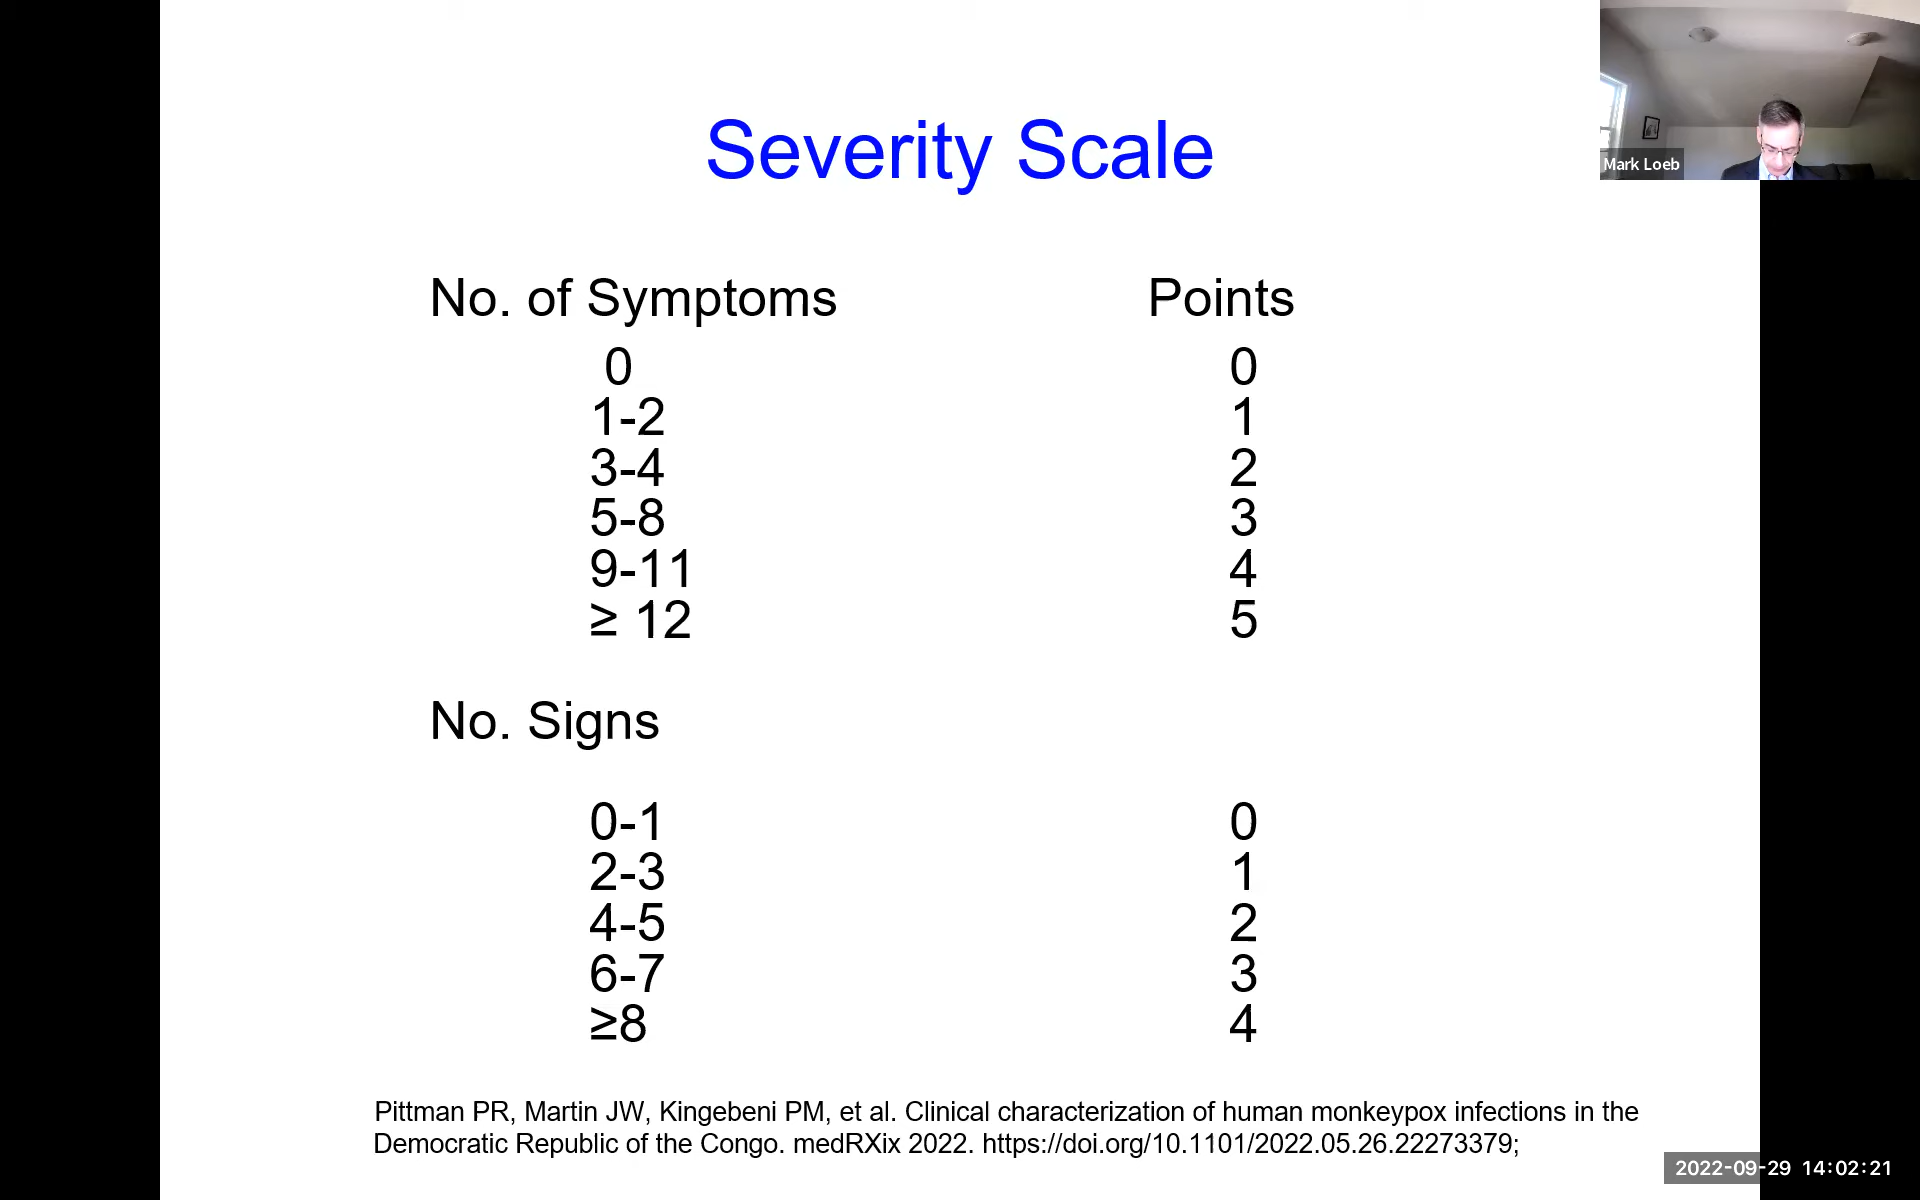 Severity Scale
Mark Loeb
No. of Symptoms Points
0 0
1-2 1
3-4 2
5-8 3
9-11 4
≥ 12 5
No. Signs
0-1 0
2-3 1
4-5 2
6-7 3
≥8 4
Pittman PR, Martin JW, Kingebeni PM, et al. Clinical characterization of human monkeypox infections in the
Democratic Republic of the Congo. medRXix 2022. https://doi.org/10.1101/2022.05.26.22273379;
2022-09-29 14:02:21